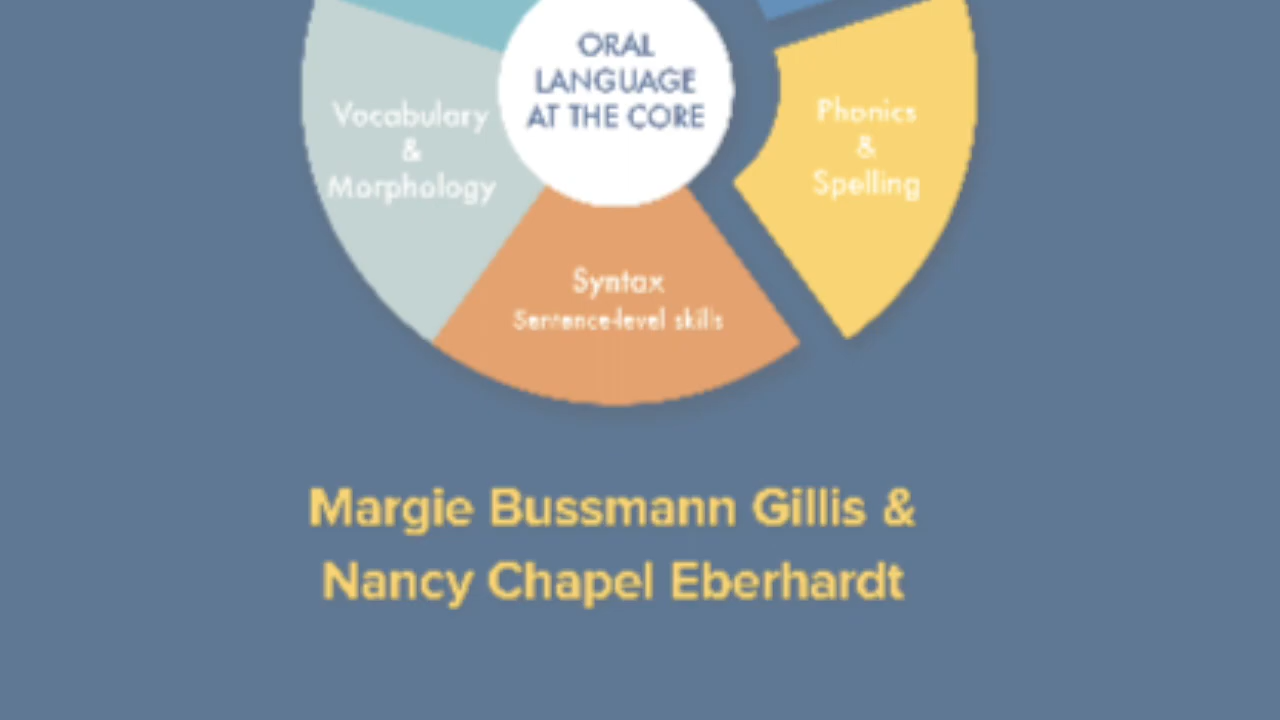 ORAL
LANGUAGE
AT THE CORE
Vocabulary
&
Morphology
Phonics
&
Spelling
Syntax
Sentence-level skills
Margie Bussmann Gillis &
Nancy Chapel Eberhardt